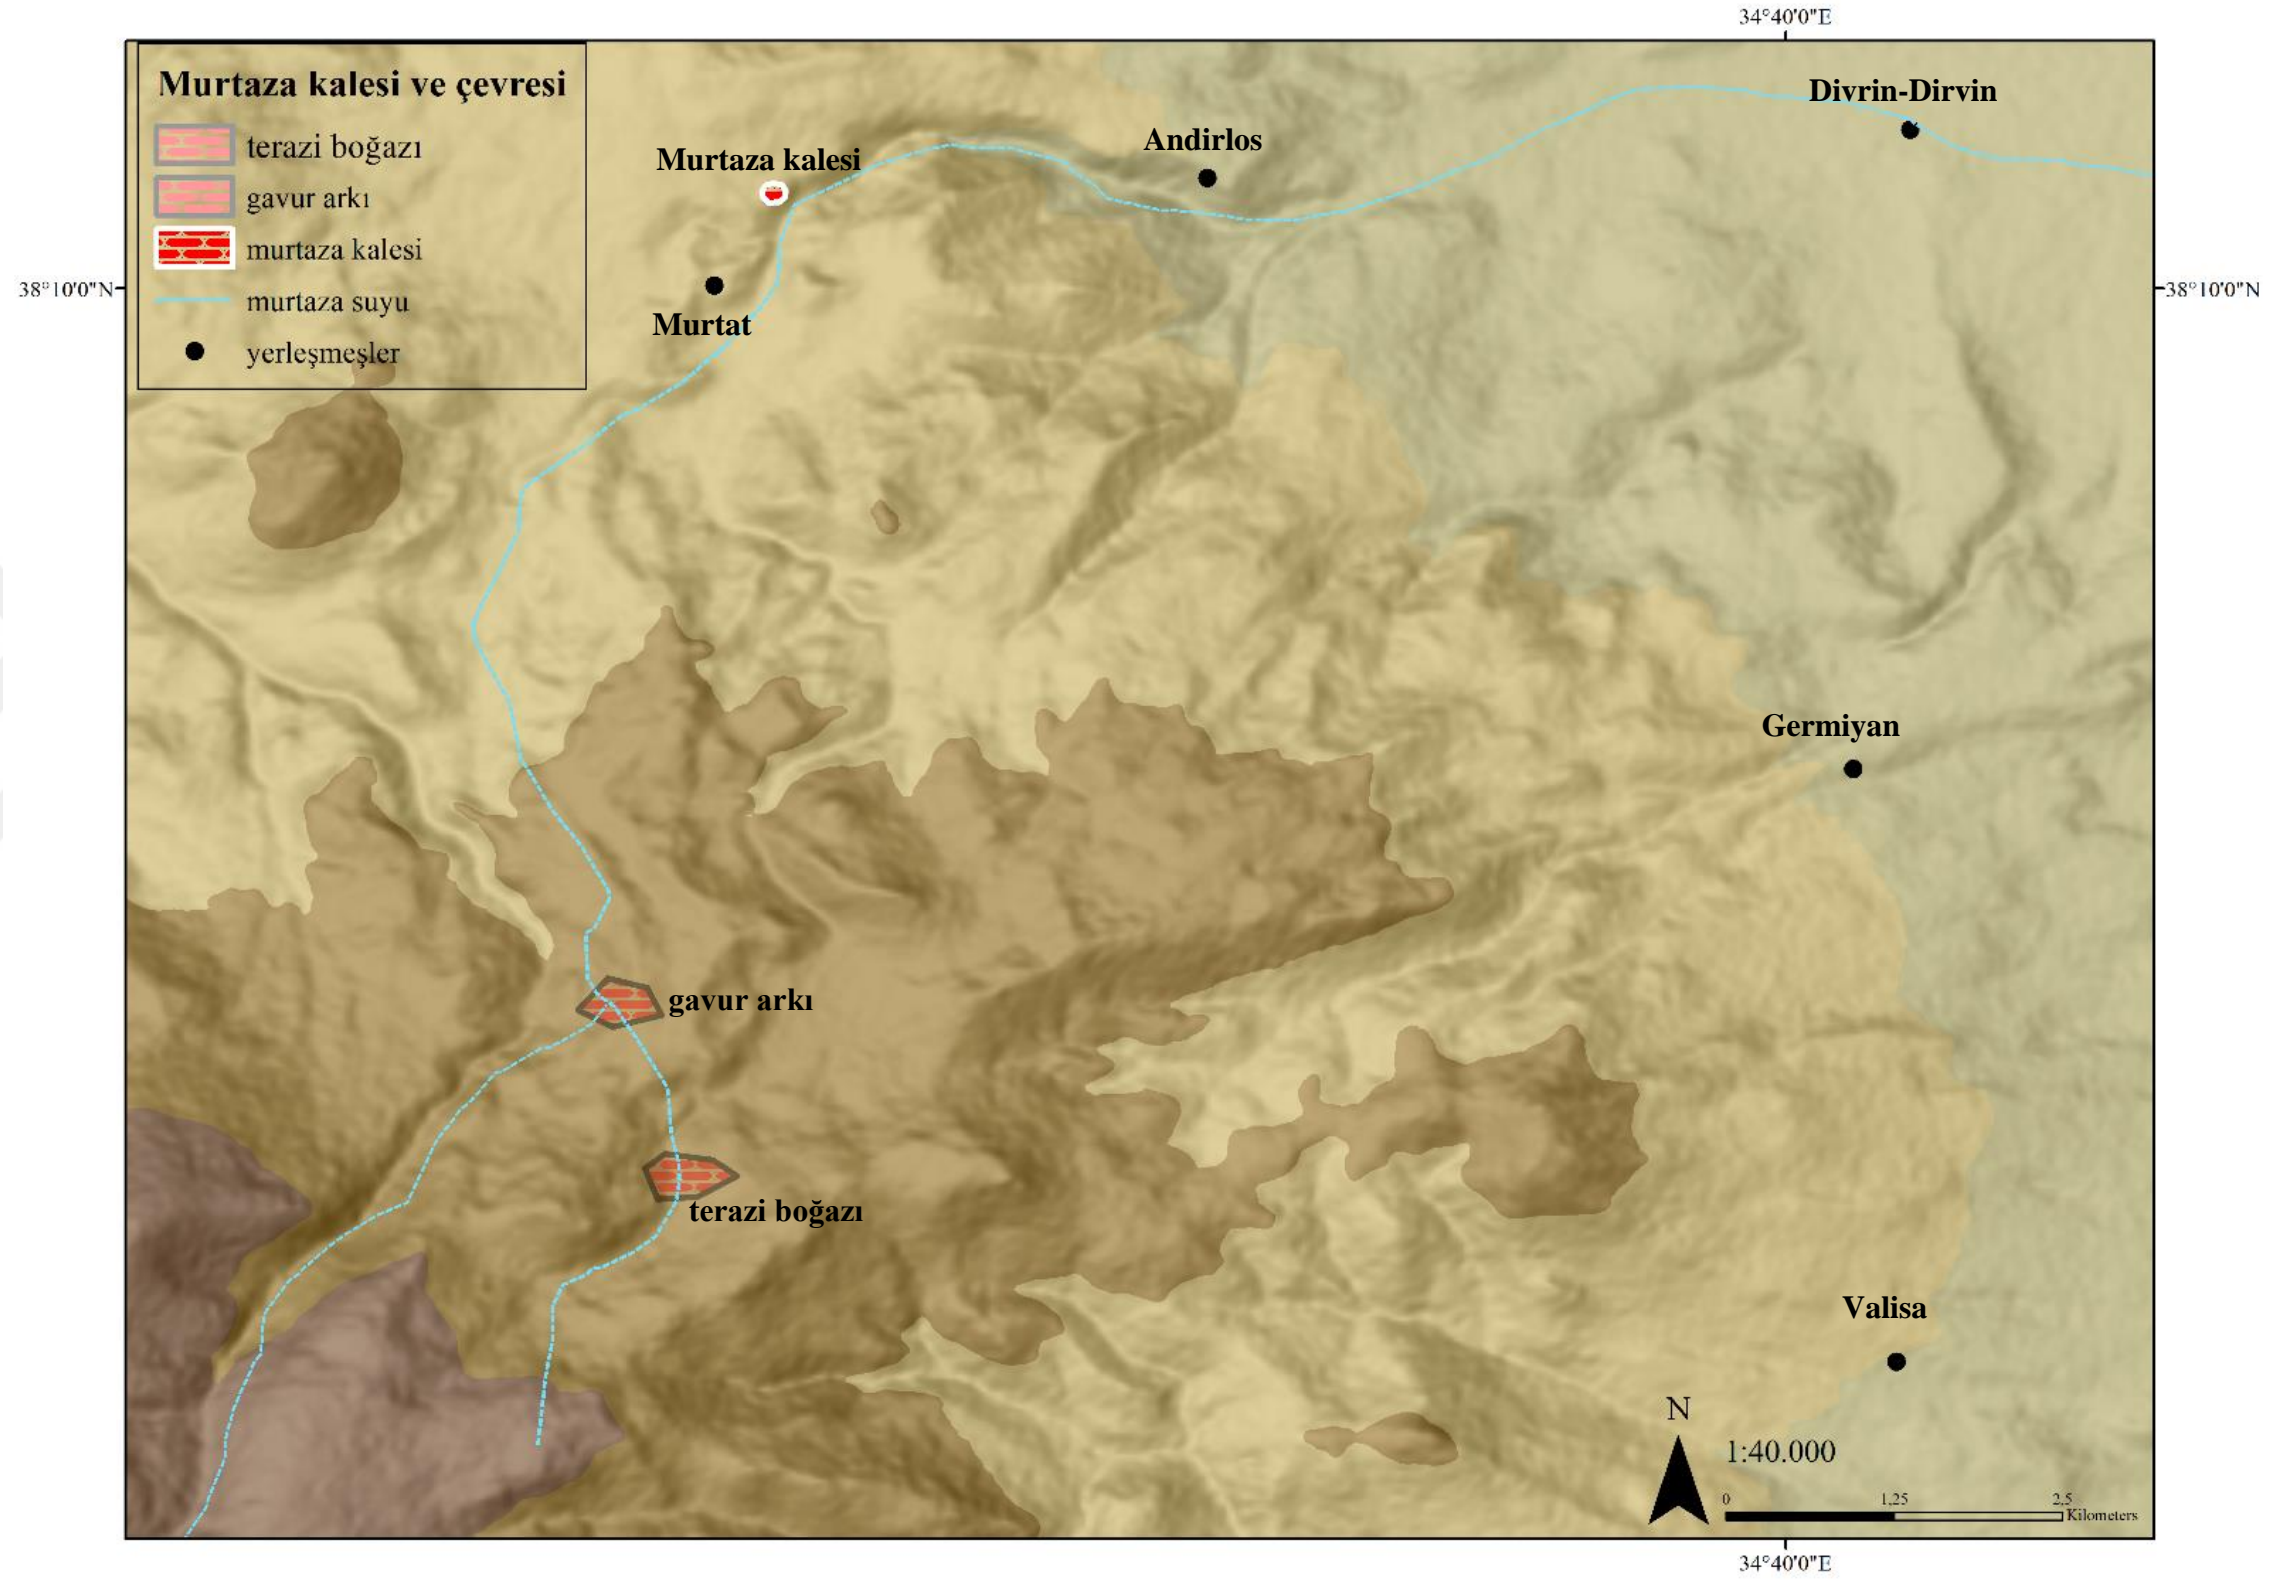 34°40'0"E
Murtaza kalesi ve çevresi
terazi boğazı
gavur arkı
murtaza kalesi
murtaza suyu
yerleşmeşler
Divrin-Dirvin
Andirlos
Murtaza kalesi
38°10'0"N
38°10'0"N
Murtat
Germiyan
gavur arkı
terazi boğazı
Valisa
N
1:40.000
0 1,25 2,5
Kilometers
34°40'0"E